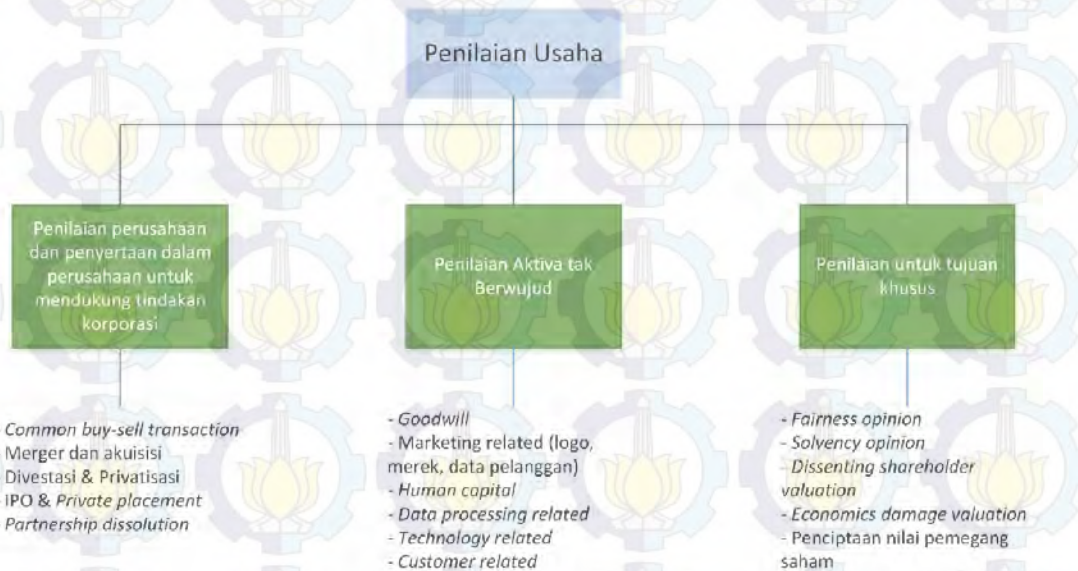 Penilaian Usaha
Penilaian perusahaan
dan penyertaan dalam
perusahaan untuk
mendukung tindakan
korporasi
Common buy-sell transaction
Merger dan akuisisi
Divestasi & Privatisasi
IPO & Private placement
Partnership dissolution
Penilaian Aktiva tak
Berwujud
- Goodwill
- Marketing related (logo,
merek, data pelanggan)
- Human capital
- Data processing related
- Technology related
- Customer related
Penilaian untuk tujuan
khusus
- Fairness opinion
- Solvency opinion
- Dissenting shareholder
valuation
- Economics damage valuation
- Penciptaan nilai pemegang
saham